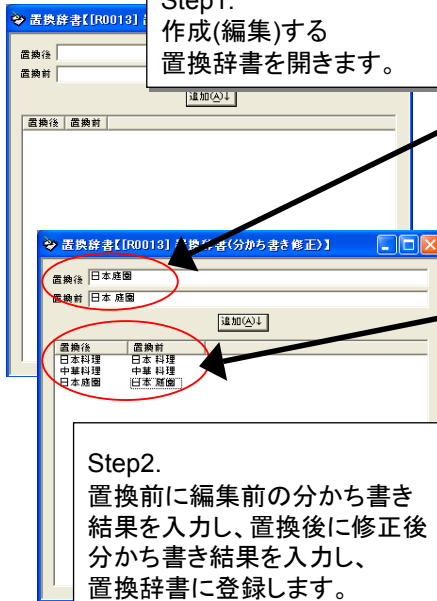 置換辞書【[R0013]
Step1.
作成(編集)する
置換辞書を開きます。
置換後
置換前
追加(A)↓
置換後 置換前
置換辞書【[R0013] 置換辞書(分かち書き修正)】
置換後 日本庭園
置換前 日本 庭園
追加(A)↓
置換後 置換前
日本料理 日本 料理
中華料理 中華 料理
日本庭園 日本 庭園
Step2.
置換前に編集前の分かち書き
結果を入力し、置換後に修正後
分かち書き結果を入力し、
置換辞書に登録します。